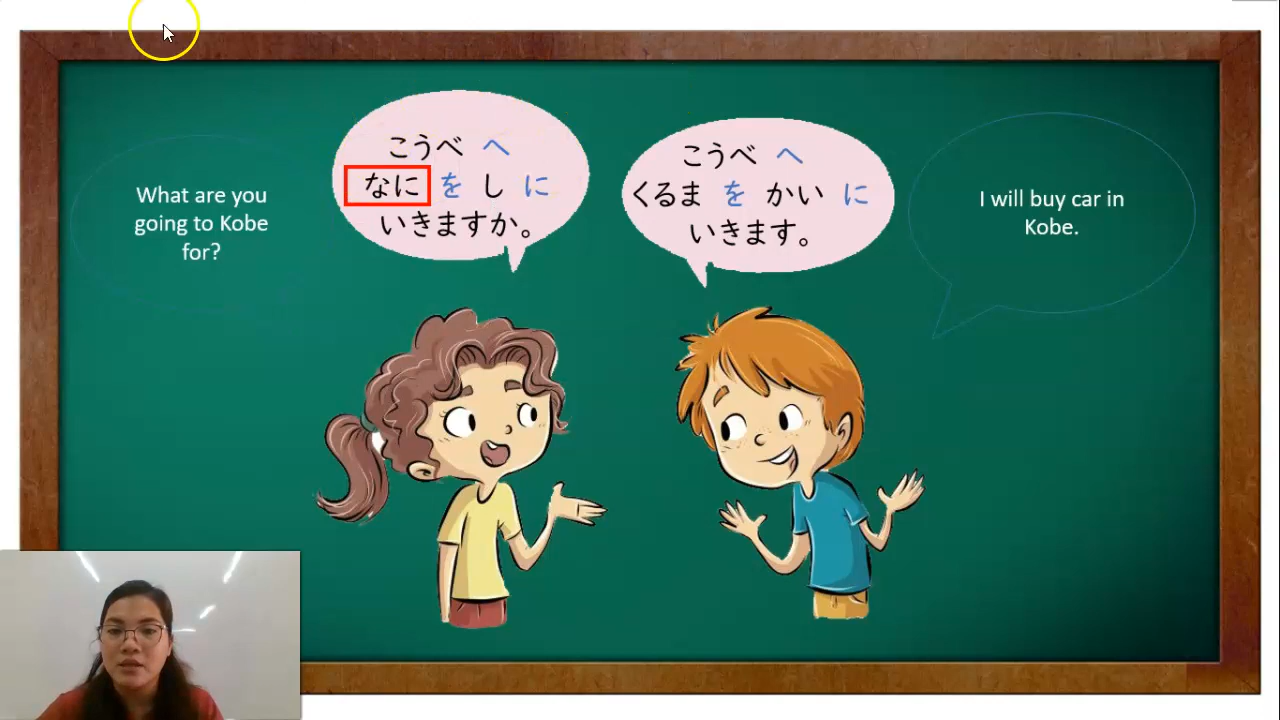 What are you
going to Kobe
for?
こうべ へ
なに を し に
いきますか。
こうべ へ
くるま を かい に
いきます。
I will buy car in
Kobe.